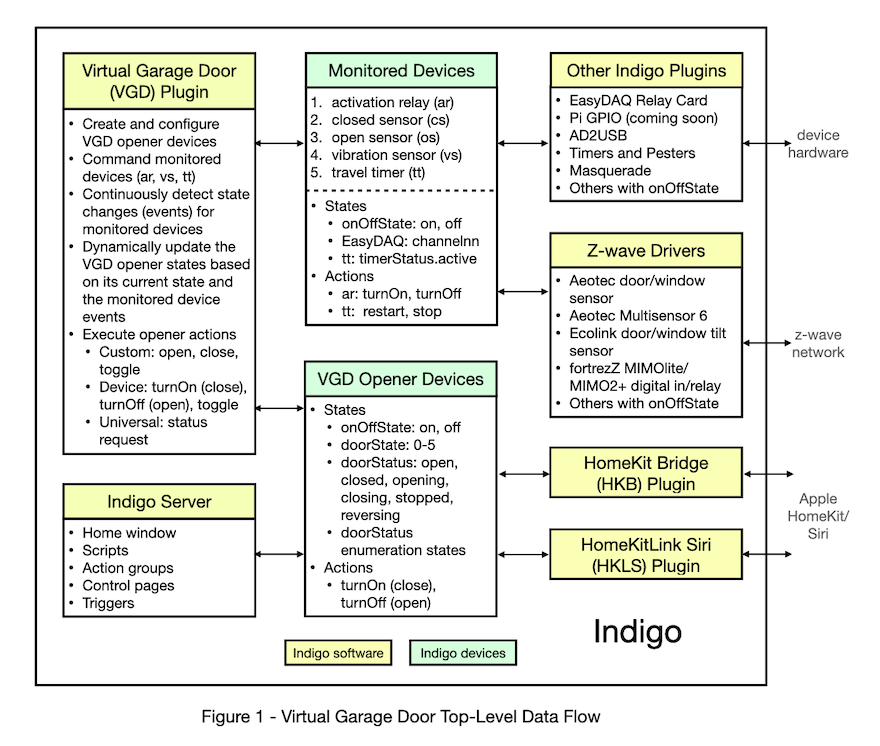 Virtual Garage Door
(VGD) Plugin
• Create and configure
VGD opener devices
• Command monitored
devices (ar, vs, tt)
• Continuously detect state
changes (events) for
monitored devices
• Dynamically update the
VGD opener states based
on its current state and
the monitored device
events
• Execute opener actions
• Custom: open, close,
toggle
• Device: turnOn (close),
turnOff (open), toggle
• Universal: status
request
Indigo Server
• Home window
• Scripts
• Action groups
• Control pages
• Triggers
Monitored Devices
1. activation relay (ar)
2. closed sensor (cs)
3. open sensor (os)
4. vibration sensor (vs)
5. travel timer (tt)
• States
• onOffState: on, off
• EasyDAQ: channelnn
• tt: timerStatus.active
• Actions
• ar: turnOn, turnOff
• tt: restart, stop
VGD Opener Devices
• States
• onOffState: on, off
• doorState: 0-5
• doorStatus: open,
closed, opening,
closing, stopped,
reversing
• doorStatus
enumeration states
• Actions
• turnOn (close),
turnOff (open)
Other Indigo Plugins
• EasyDAQ Relay Card
• Pi GPIO (coming soon)
• AD2USB
• Timers and Pesters
• Masquerade
• Others with onOffState
device
hardware
Z-wave Drivers
• Aeotec door/window
sensor
• Aeotec Multisensor 6
• Ecolink door/window tilt
sensor
• fortrezZ MIMOlite/
MIMO2+ digital in/relay
• Others with onOffState
z-wave
network
HomeKit Bridge
(HKB) Plugin
HomeKitLink Siri
(HKLS) Plugin
Apple
HomeKit/
Siri
Indigo
Indigo software
Indigo devices
Figure 1 - Virtual Garage Door Top-Level Data Flow